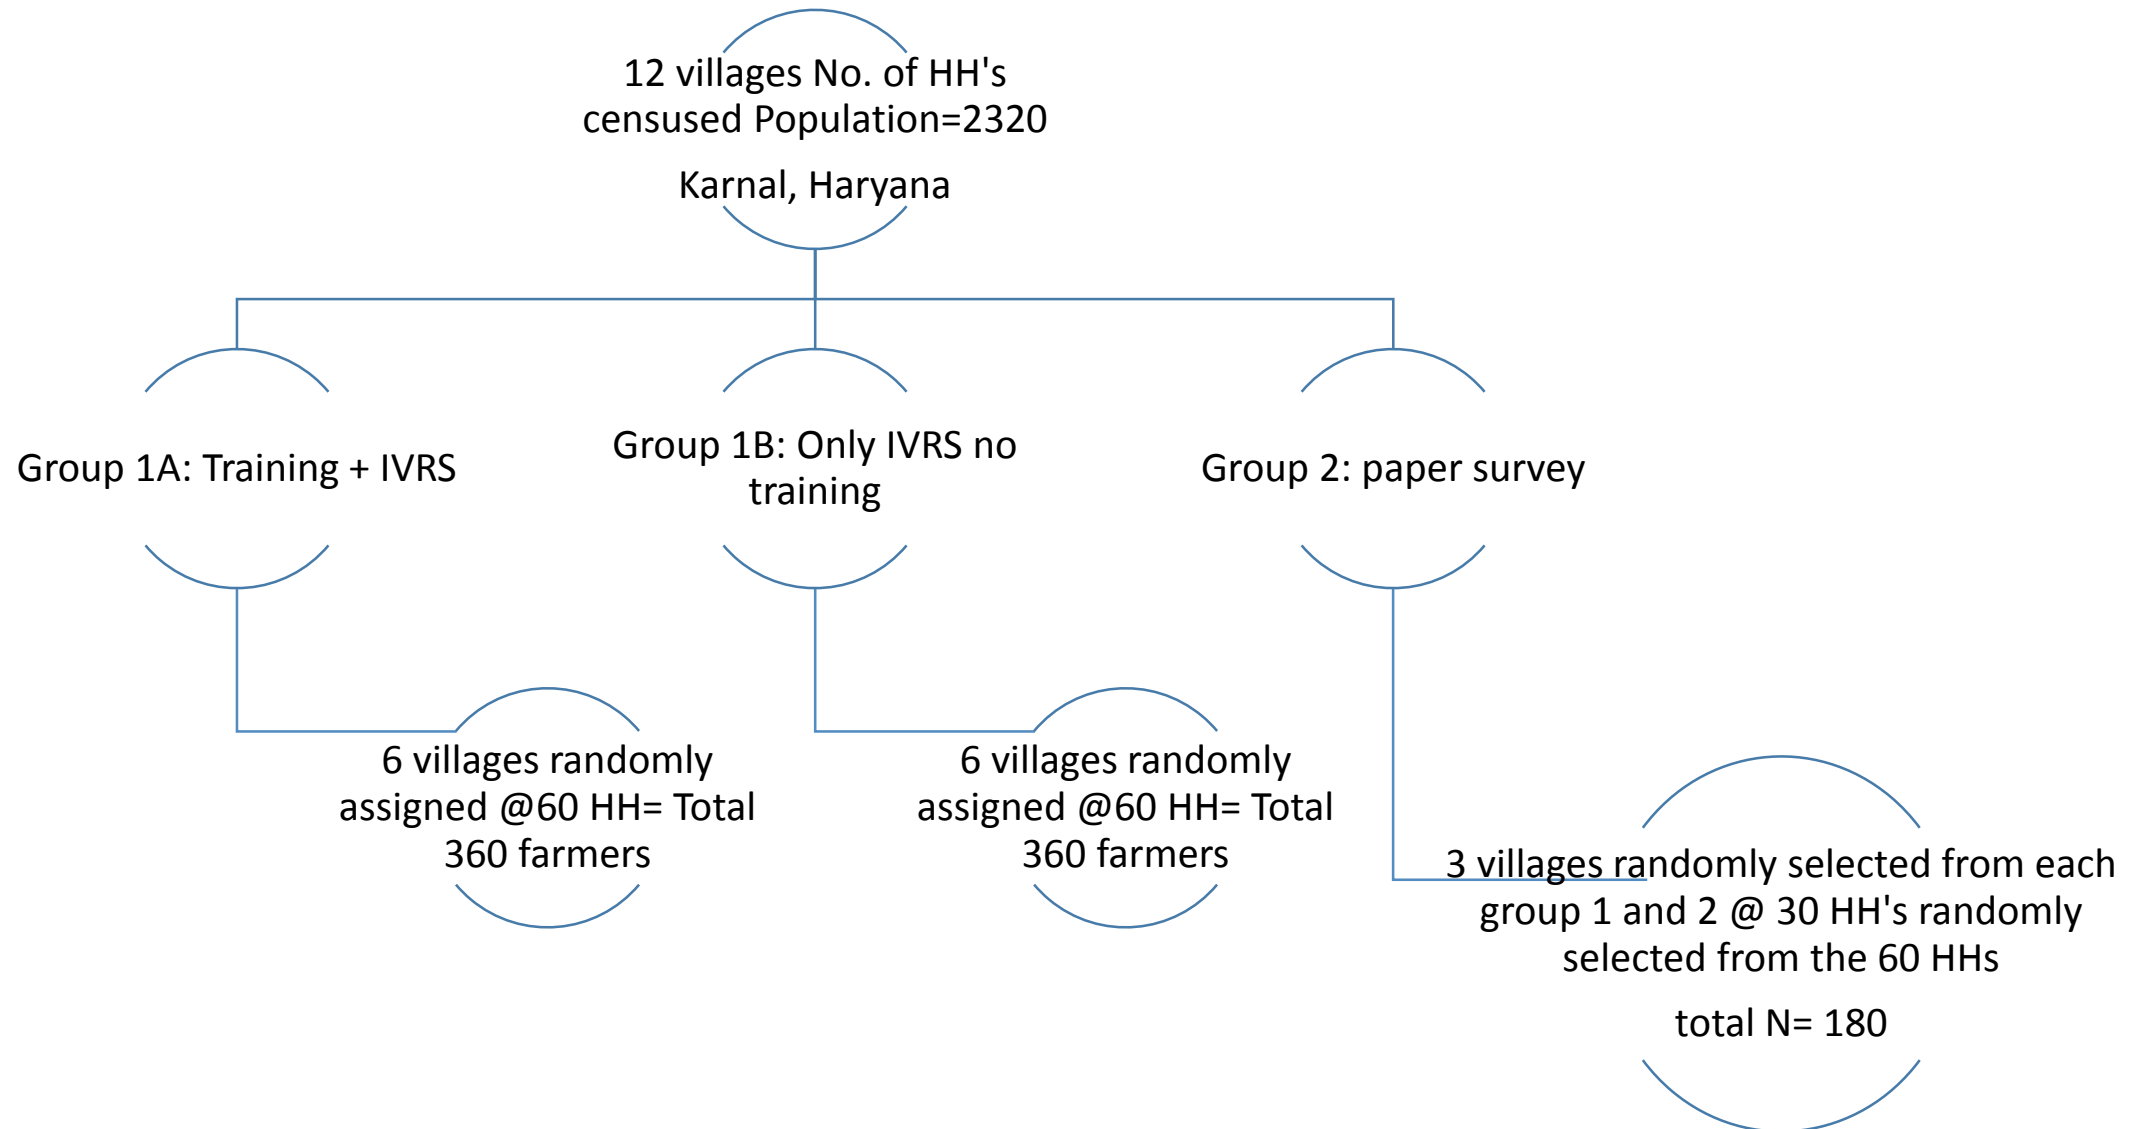 12 villages No. of HH's
censused Population=2320
Karnal, Haryana
Group 1A: Training + IVRS
Group 1B: Only IVRS no
training
Group 2: paper survey
6 villages randomly
assigned @60 HH= Total
360 farmers
6 villages randomly
assigned @60 HH= Total
360 farmers
3 villages randomly selected from each
group 1 and 2 @ 30 HH's randomly
selected from the 60 HHs
total N= 180